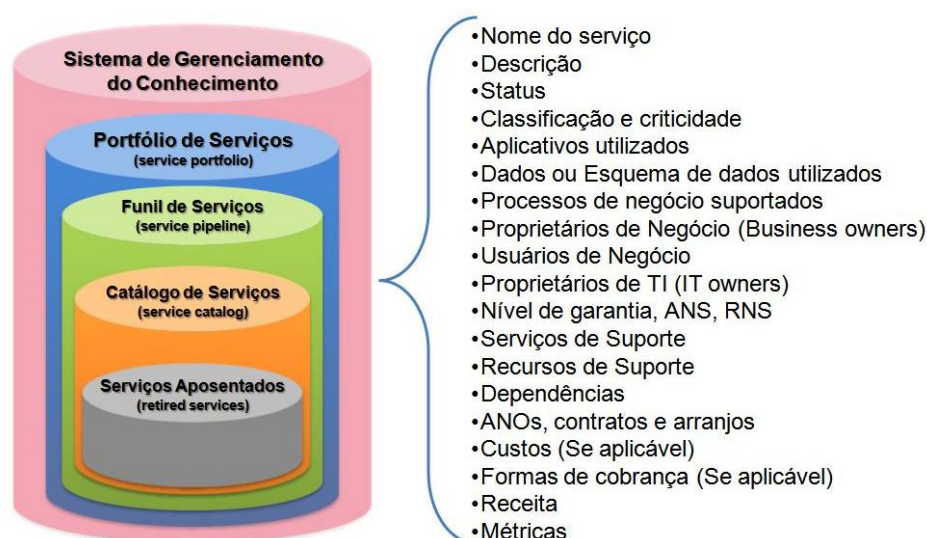 Sistema de Gerenciamento
do Conhecimento
Portfólio de Serviços
(service portfolio)
Funil de Serviços
(service pipeline)
Catálogo de Serviços
(service catalog)
Serviços Aposentados
(retired services)
•Nome do serviço
•Descrição
•Status
•Classificação e criticidade
•Aplicativos utilizados
•Dados ou Esquema de dados utilizados
•Processos de negócio suportados
•Proprietários de Negócio (Business owners)
•Usuários de Negócio
•Proprietários de TI (IT owners)
•Nível de garantia, ANS, RNS
•Serviços de Suporte
•Recursos de Suporte
•Dependências
•ANOs, contratos e arranjos
•Custos (Se aplicável)
•Formas de cobrança (Se aplicável)
•Receita
•Métricas